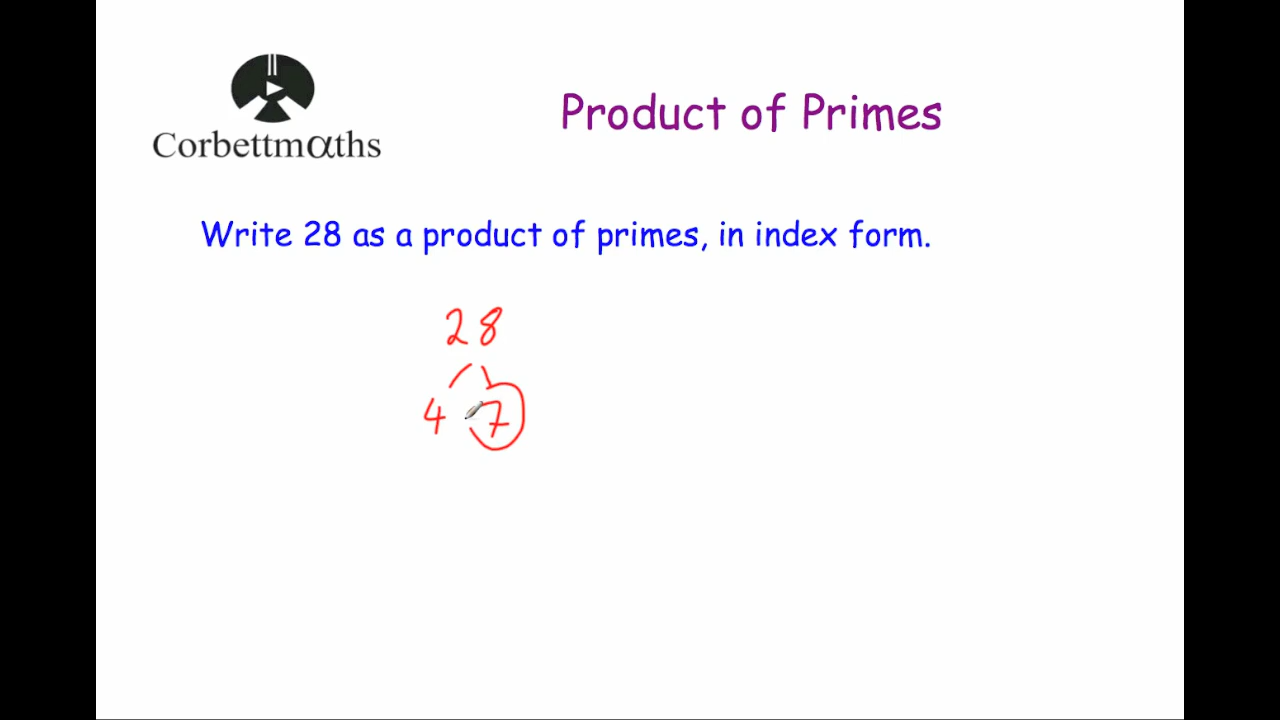 Corbettmαths
Product of Primes
Write 28 as a product of primes, in index form.
28
4 7